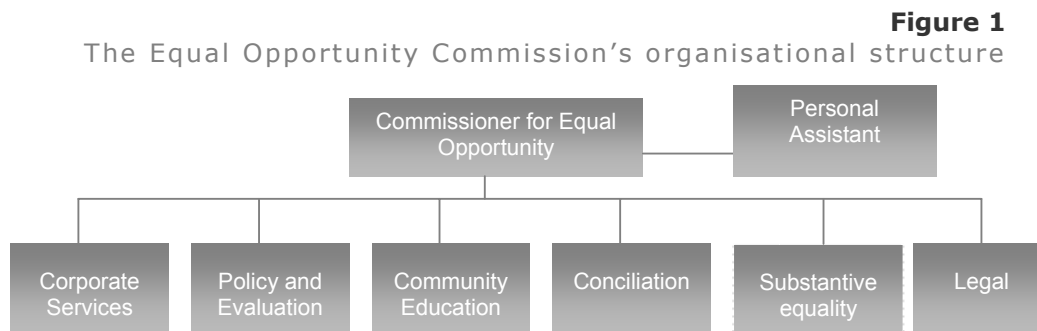 Figure 1
The Equal Opportunity Commission’s organisational structure
Commissioner for Equal
Opportunity
Personal
Assistant
Corporate
Services
Policy and
Evaluation
Community
Education
Conciliation
Substantive
equality
Legal